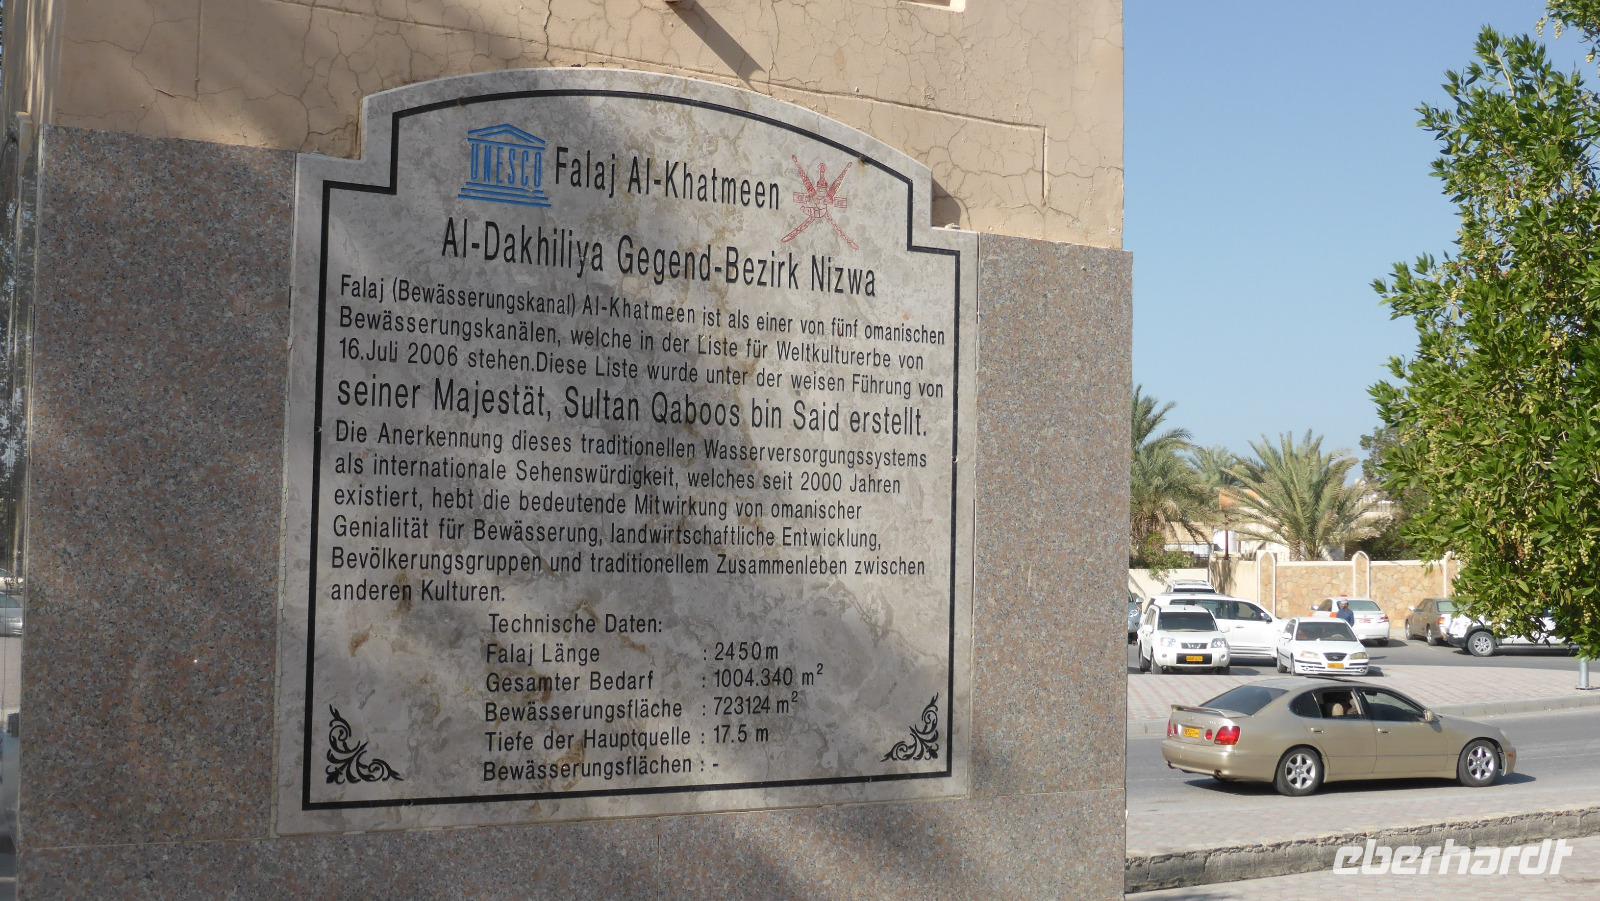 UNESCO
Falaj Al-Khatmeen
Al-Dakhiliya Gegend-Bezirk Nizwa
Falaj (Bewässerungskanal) Al-Khatmeen ist als einer von fünf omanischen
Bewässerungskanälen, welche in der Liste für Weltkulturerbe von
16.Juli 2006 stehen.Diese Liste wurde unter der weisen Führung von
seiner Majestät, Sultan Qaboos bin Said erstellt.
Die Anerkennung dieses traditionellen Wasserversorgungssystems
als internationale Sehenswürdigkeit, welches seit 2000 Jahren
existiert, hebt die bedeutende Mitwirkung von omanischer
Genialität für Bewässerung, landwirtschaftliche Entwicklung,
Bevölkerungsgruppen und traditionellem Zusammenleben zwischen
anderen Kulturen.
Technische Daten:
Falaj Länge : 2450 m
Gesamter Bedarf : 1004.340 m²
Bewässerungsfläche : 723124 m²
Tiefe der Hauptquelle : 17.5 m
Bewässerungsflächen : -
eberhardt